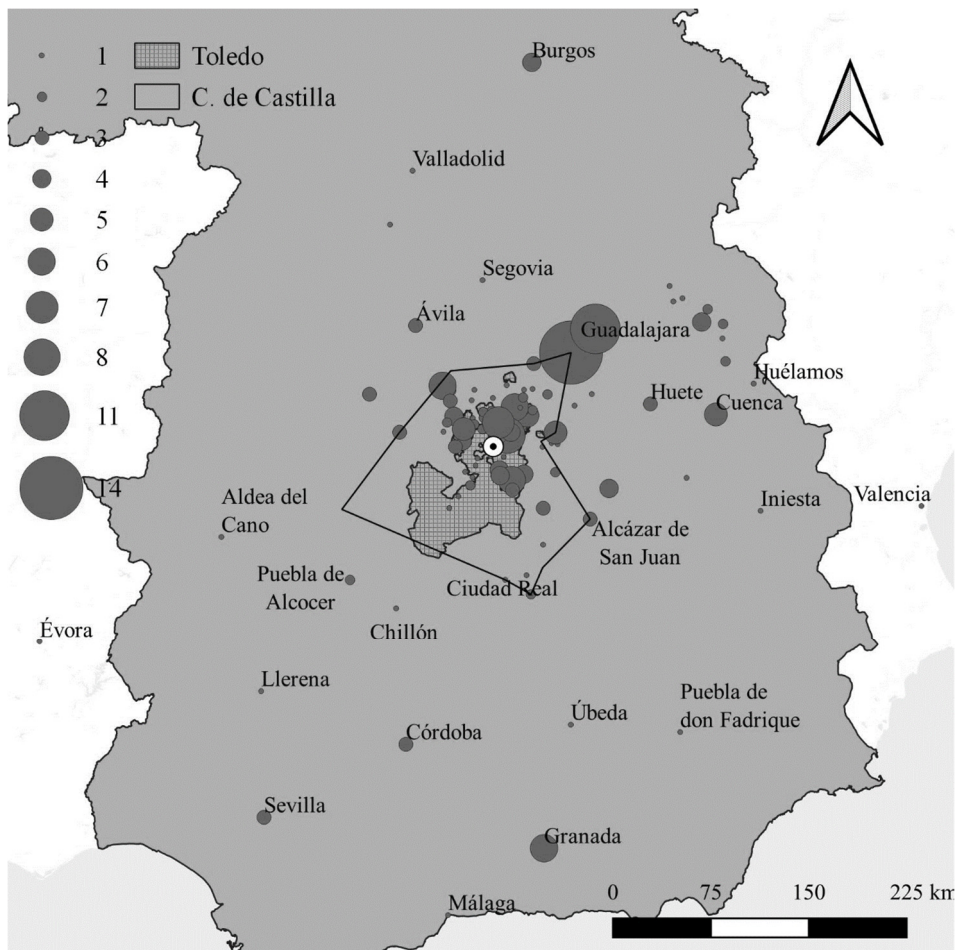 1 Toledo
2 C. de Castilla
3
4
5
6
7
8
11
14
Burgos
Valladolid
Segovia
Ávila
Guadalajara
Huélamos
Huete
Cuenca
Aldea del
Cano
Iniesta
Valencia
Alcázar de
San Juan
Puebla de
Alcocer
Ciudad Real
Chillón
Évora
Llerena
Úbeda
Puebla de
don Fadrique
Córdoba
Sevilla
Granada
Málaga
0 75 150 225 km